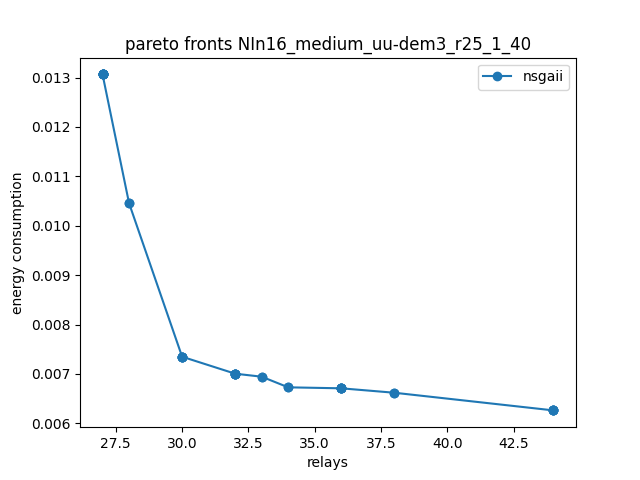 pareto fronts NIn16_medium_uu-dem3_r25_1_40
nsgaii
0.013
0.012
0.011
0.010
0.009
0.008
0.007
0.006
energy consumption
27.5 30.0 32.5 35.0 37.5 40.0 42.5
relays